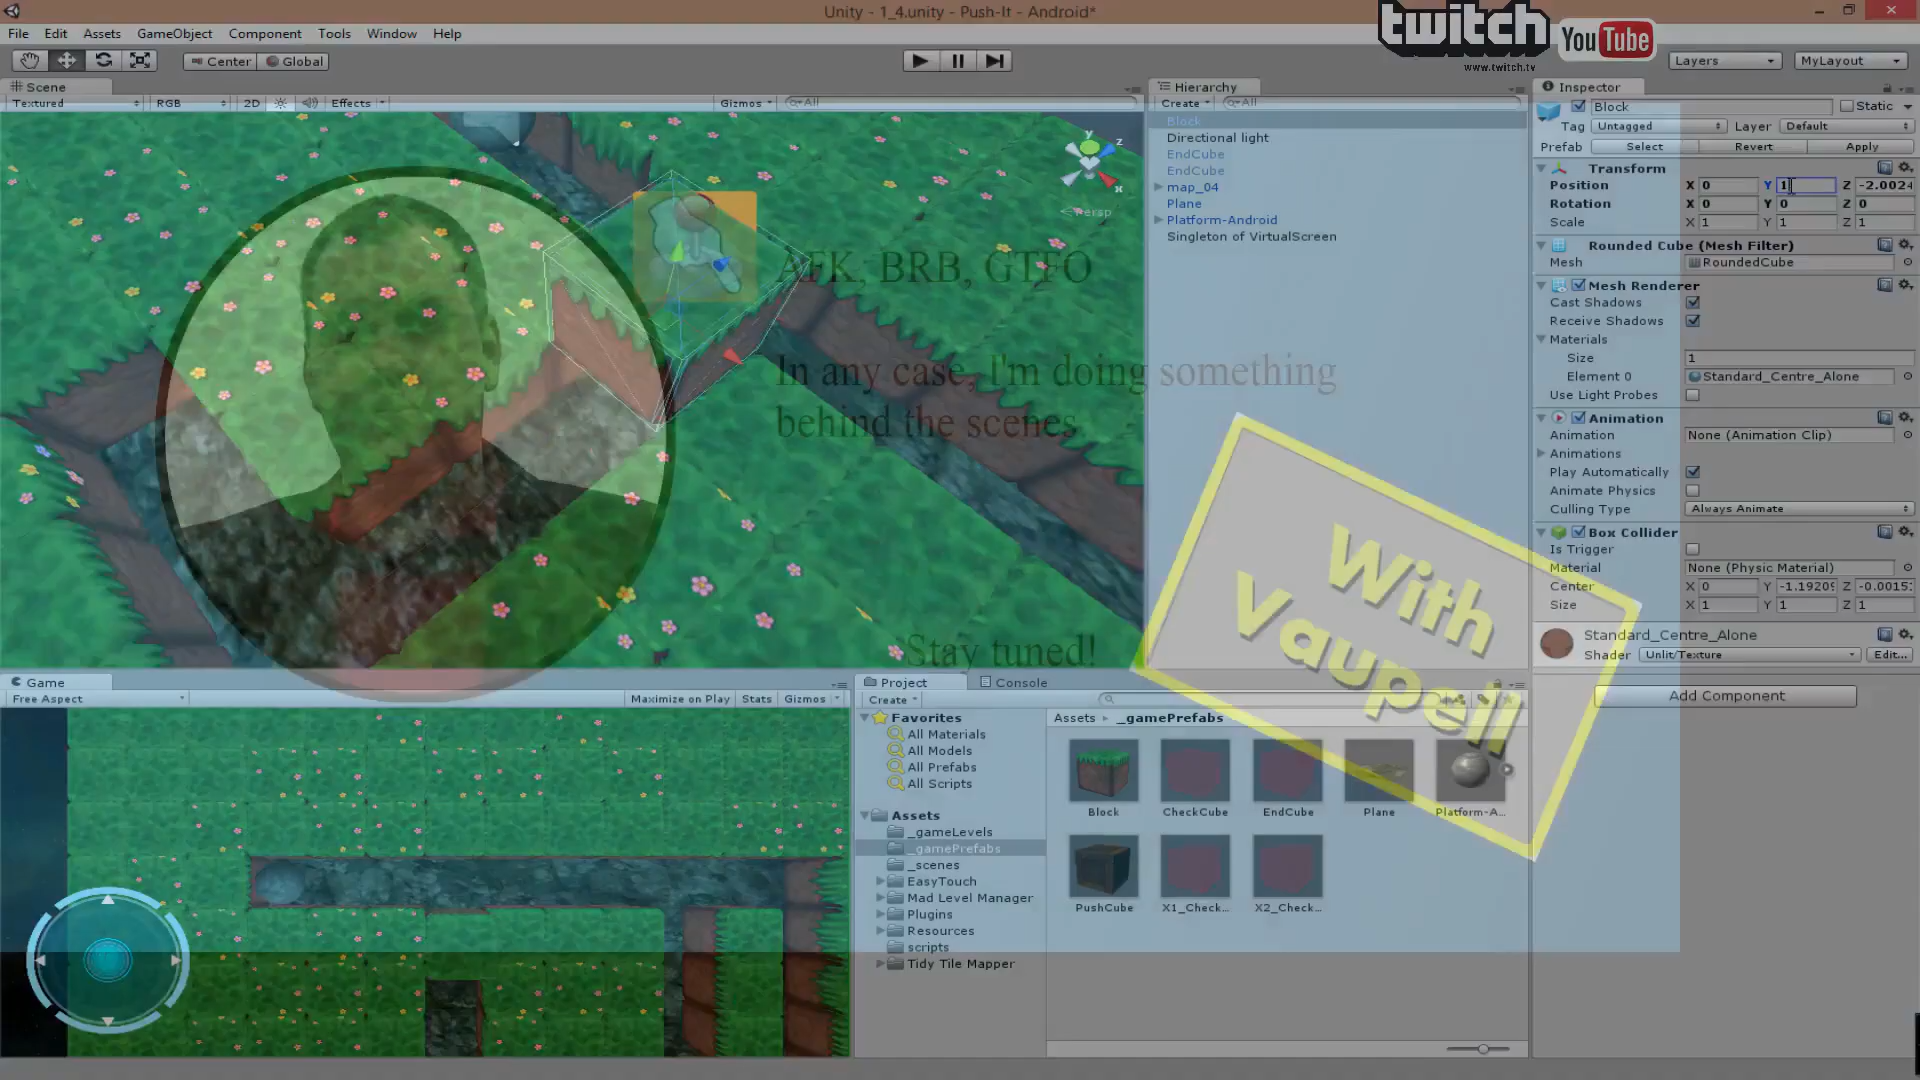 Unity - 1_4.unity - Push-It - Android*
twitch
www.twitch.tv
YouTube
File Edit Assets GameObject Component Tools Window Help
Center Global
Layers MyLayout
Scene
Textured RGB 2D Effects Gizmos All
Hierarchy
Create All
Block
Directional light
EndCube
EndCube
map_04
Plane
Platform-Android
Singleton of VirtualScreen
y
z
x
Persp
AFK, BRB, GTFO
In any case, I'm doing something
behind the scenes
Stay tuned!
With
Vaupeil
Inspector
Block Static
Tag Untagged Layer Default
Prefab Select Revert Apply
Transform
Position X 0 Y 1 Z -2.0024
Rotation X 0 Y 0 Z 0
Scale X 1 Y 1 Z 1
Rounded Cube (Mesh Filter)
Mesh RoundedCube
Mesh Renderer
Cast Shadows
Receive Shadows
Materials
Size 1
Element 0 Standard_Centre_Alone
Use Light Probes
Animation
Animation None (Animation Clip)
Animations
Play Automatically
Animate Physics
Culling Type Always Animate
Box Collider
Is Trigger
Material None (Physic Material)
Center X 0 Y -1.1920 Z -0.0015
Size X 1 Y 1 Z 1
Standard_Centre_Alone
Shader Unlit/Texture Edit...
Add Component
Game
Free Aspect Maximize on Play Stats Gizmos
Project Console
Create
Favorites
All Materials
All Models
All Prefabs
All Scripts
Assets
_gameLevels
_gamePrefabs
_scenes
EasyTouch
Mad Level Manager
Plugins
Resources
scripts
Tidy Tile Mapper
Assets _gamePrefabs
Block CheckCube EndCube Plane Platform-A...
PushCube X1_Check... X2_Check...